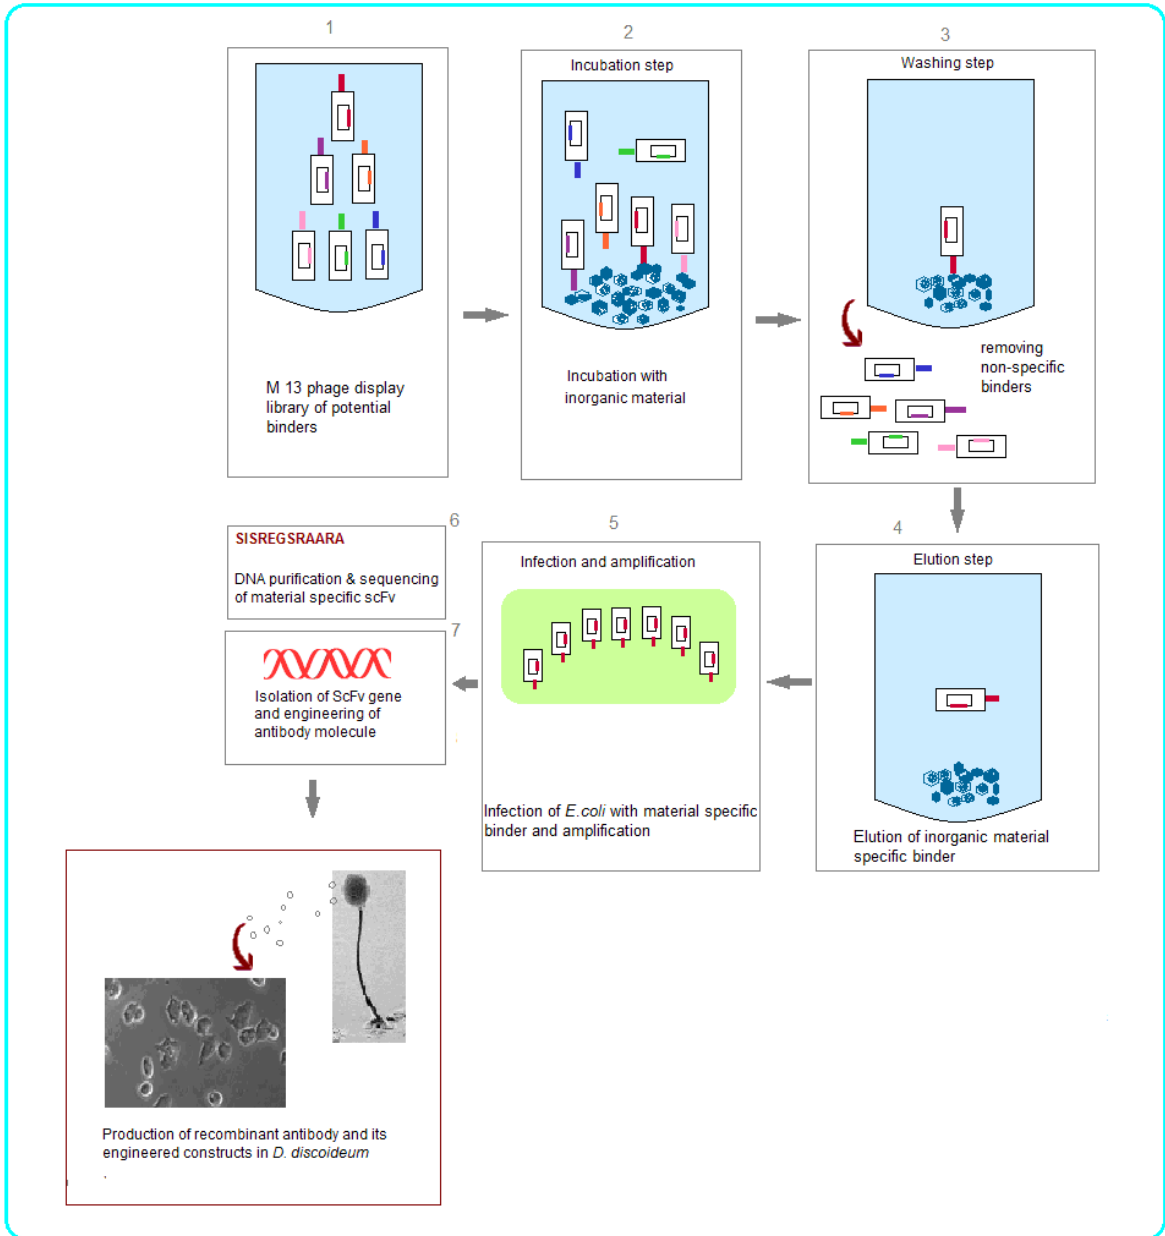 1
M 13 phage display
library of potential
binders
2
Incubation step
Incubation with
inorganic material
3
Washing step
removing
non-specific
binders
4
Elution step
Elution of inorganic material
specific binder
5
Infection and amplification
Infection of E.coli with material specific
binder and amplification
6
SISREGSRAARA
DNA purification & sequencing
of material specific scFv
7
Isolation of ScFv gene
and engineering of
antibody molecule
Production of recombinant antibody and its
engineered constructs in D. discoideum
.